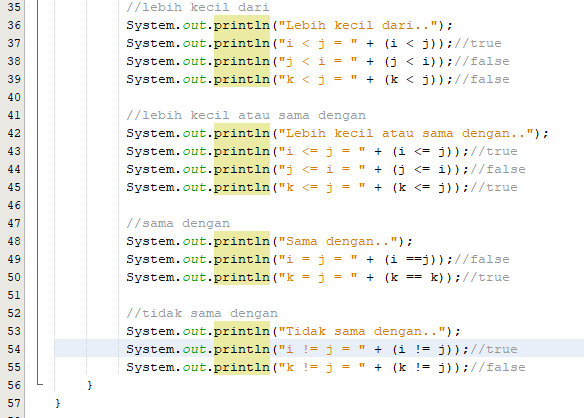 35 //lebih kecil dari
36 System.out.println("Lebih kecil dari..");
37 System.out.println("i < j = " + (i < j));//true
38 System.out.println("j < i = " + (j < i));//false
39 System.out.println("k < j = " + (k < j));//false
40
41 //lebih kecil atau sama dengan
42 System.out.println("Lebih kecil atau sama dengan..");
43 System.out.println("i <= j = " + (i <= j));//true
44 System.out.println("j <= i = " + (j <= i));//false
45 System.out.println("k <= j = " + (k <= j));//true
46
47 //sama dengan
48 System.out.println("Sama dengan..");
49 System.out.println("i = j = " + (i ==j));//false
50 System.out.println("k = j = " + (k == k));//true
51
52 //tidak sama dengan
53 System.out.println("Tidak sama dengan..");
54 System.out.println("i != j = " + (i != j));//true
55 System.out.println("k != j = " + (k != j));//false
56 }
57 }